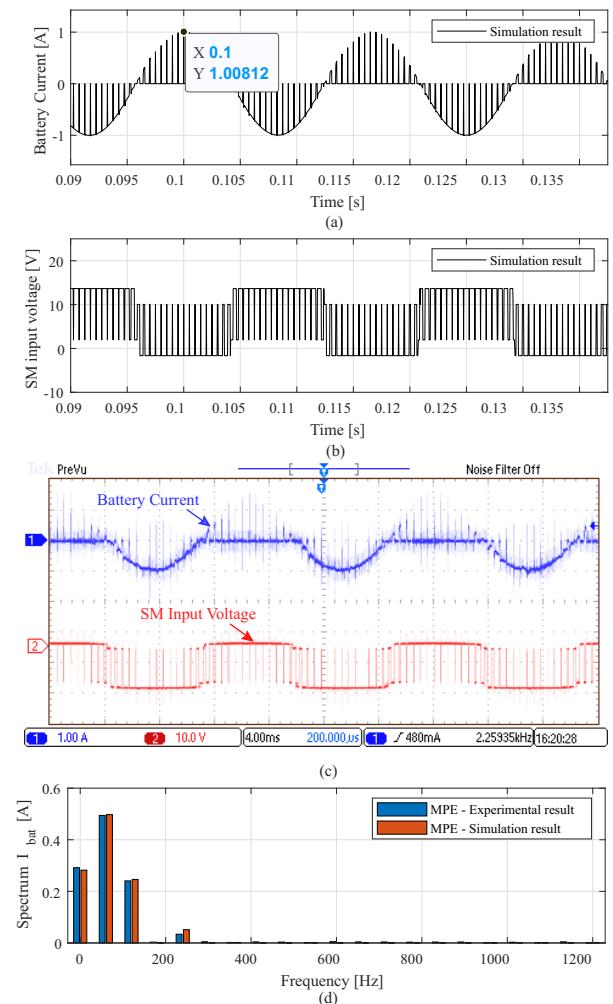 Battery Current [A]
1
0
-1
Simulation result
X 0.1
Y 1.00812
0.09 0.095 0.1 0.105 0.11 0.115 0.12 0.125 0.13 0.135
Time [s]
(a)
SM input voltage [V]
20
10
0
-10
Simulation result
0.09 0.095 0.1 0.105 0.11 0.115 0.12 0.125 0.13 0.135
Time [s]
(b)
Tek PreVu Noise Filter Off
T
Battery Current
1
SM Input Voltage
2
1 1.00 A 2 10.0 V 4.00ms 200.000µs 1 480mA 2.25935kHz 16:20:28
(c)
Spectrum I bat [A]
0.6
0.4
0.2
0
MPE - Experimental result
MPE - Simulation result
0 200 400 600 800 1000 1200
Frequency [Hz]
(d)